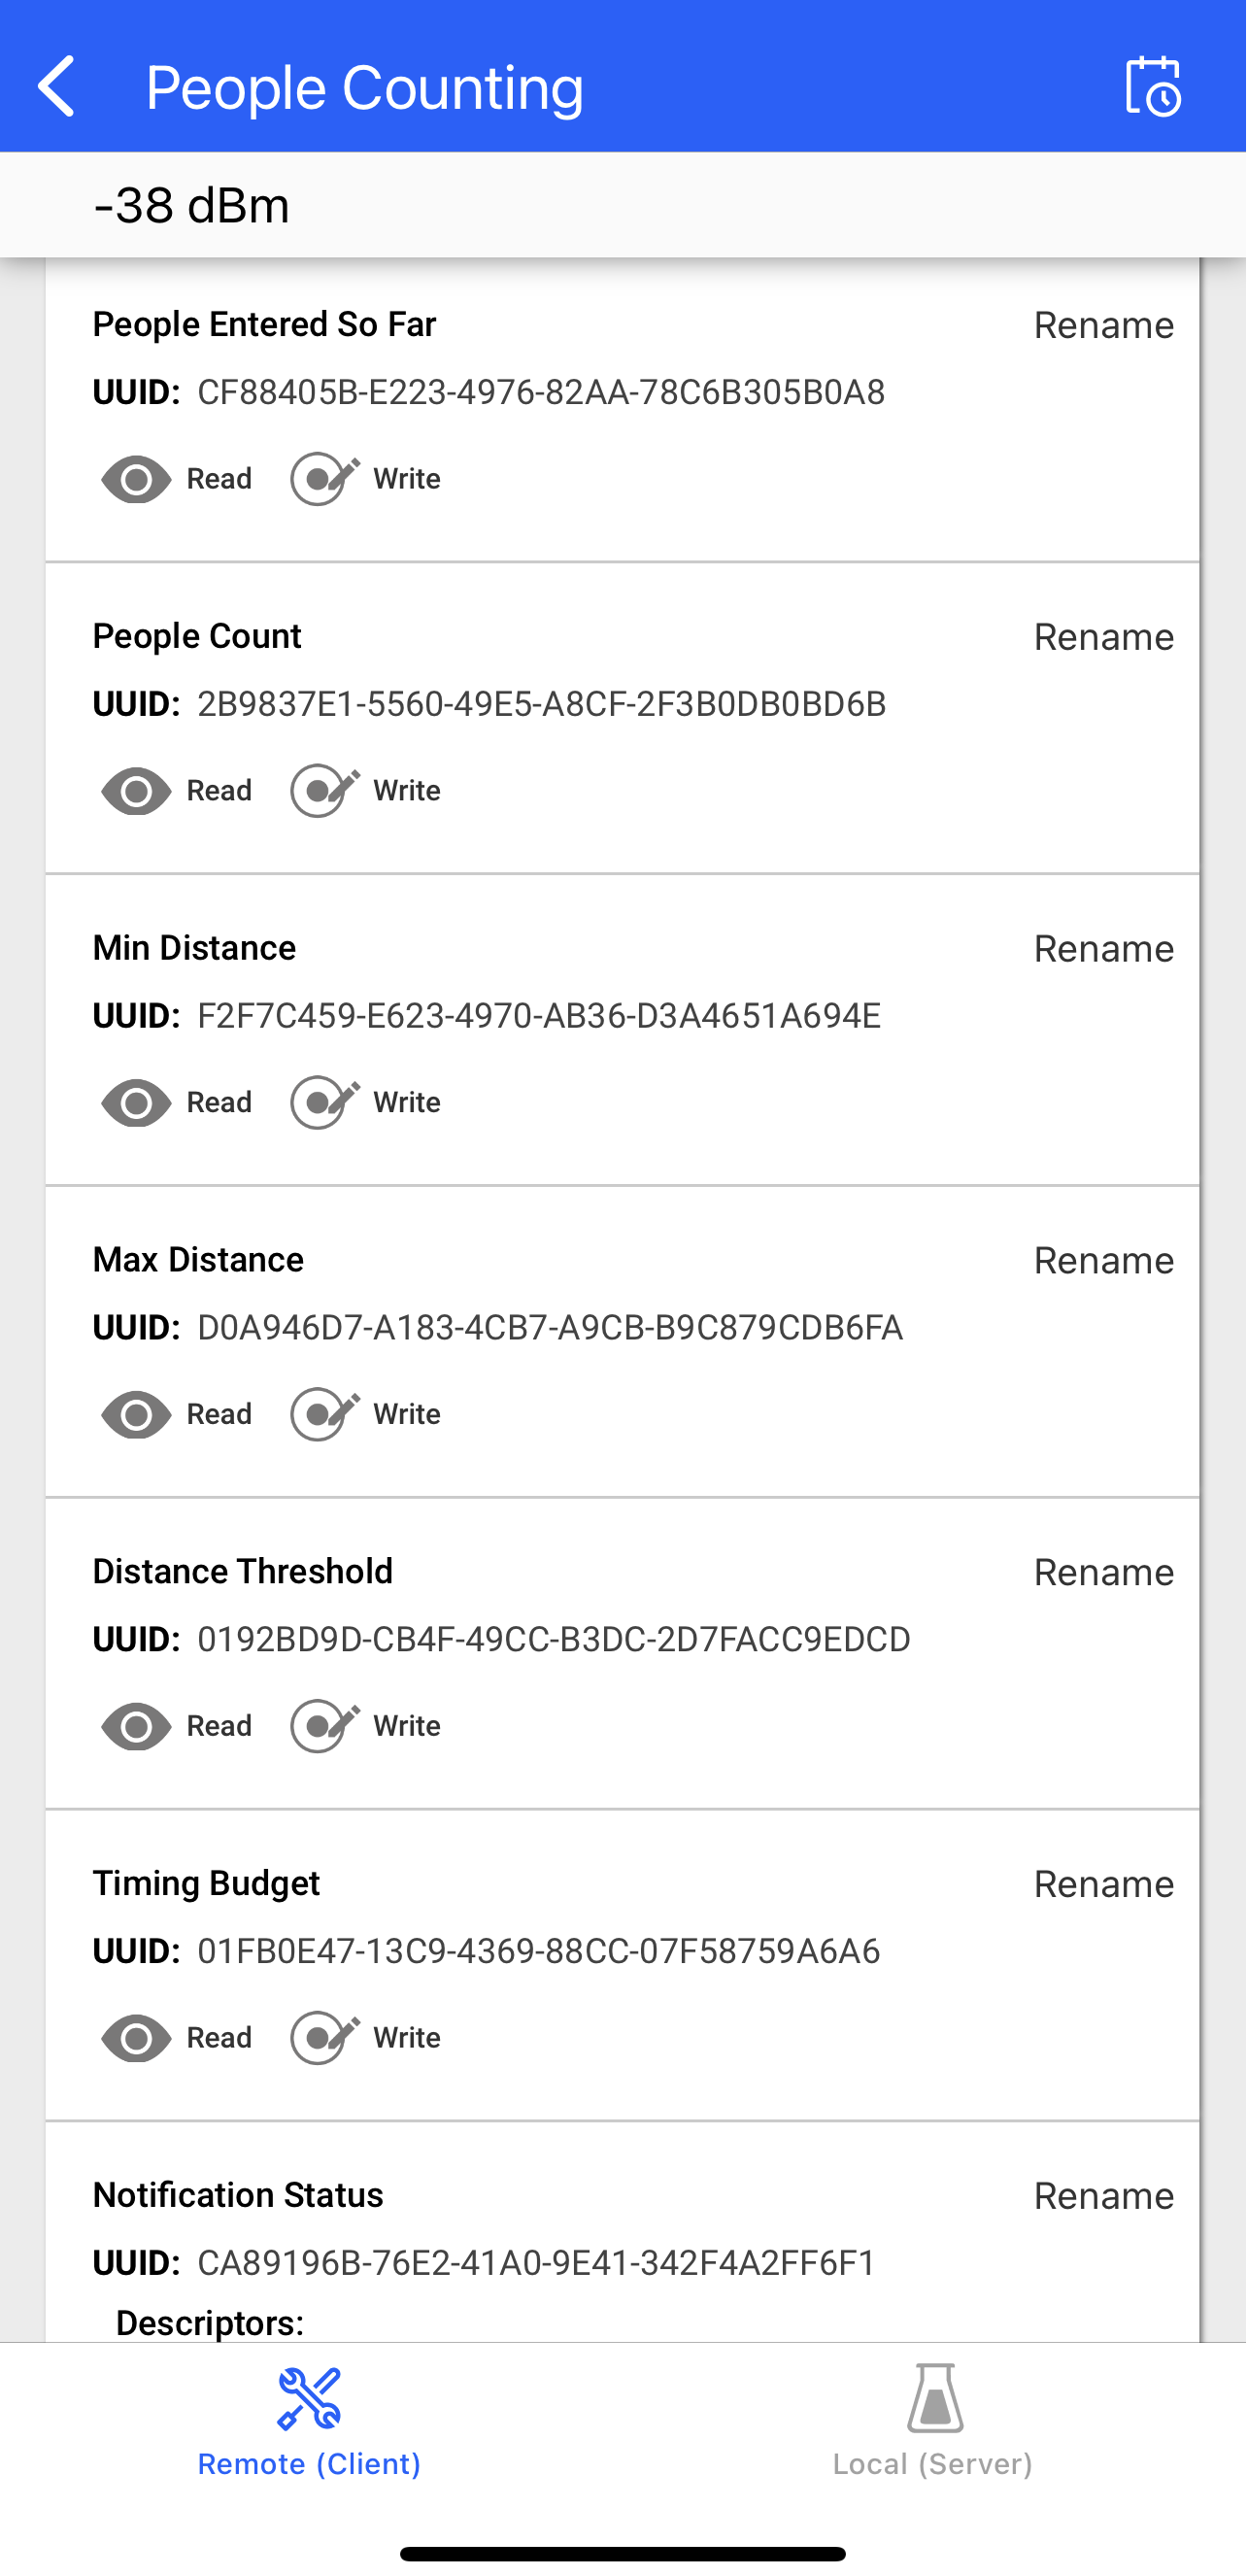 People Counting
-38 dBm
People Entered So Far Rename
UUID: CF88405B-E223-4976-82AA-78C6B305B0A8
Read Write
People Count Rename
UUID: 2B9837E1-5560-49E5-A8CF-2F3B0DB0BD6B
Read Write
Min Distance Rename
UUID: F2F7C459-E623-4970-AB36-D3A4651A694E
Read Write
Max Distance Rename
UUID: D0A946D7-A183-4CB7-A9CB-B9C879CDB6FA
Read Write
Distance Threshold Rename
UUID: 0192BD9D-CB4F-49CC-B3DC-2D7FACC9EDCD
Read Write
Timing Budget Rename
UUID: 01FB0E47-13C9-4369-88CC-07F58759A6A6
Read Write
Notification Status Rename
UUID: CA89196B-76E2-41A0-9E41-342F4A2FF6F1
Descriptors:
Remote (Client) Local (Server)